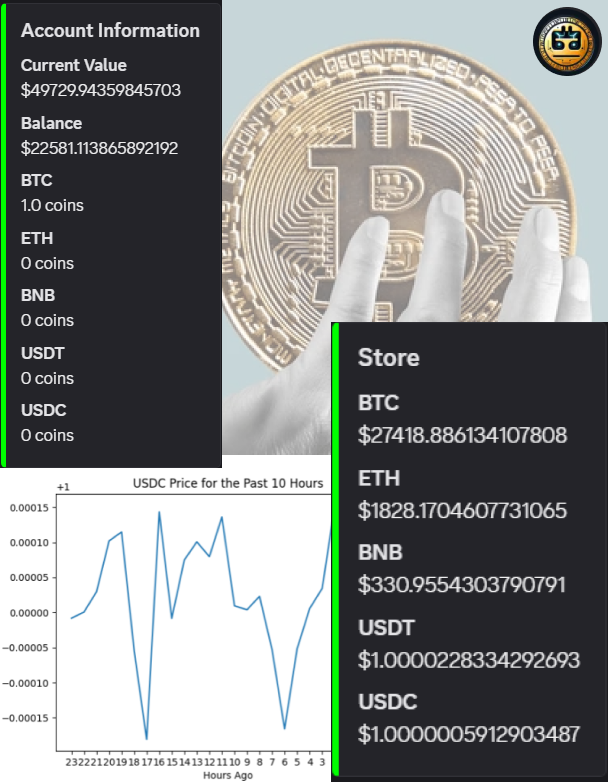 Account Information
Current Value
$49729.94359845703
Balance
$22581.113865892192
BTC
1.0 coins
ETH
0 coins
BNB
0 coins
USDT
0 coins
USDC
0 coins
BITCOIN · DIGITAL · DECENTRALIZED · PEER TO PEER
Store
BTC
$27418.886134107808
ETH
$1828.1704607731065
BNB
$330.9554303790791
USDT
$1.0000228334292693
USDC
$1.0000005912903487
USDC Price for the Past 10 Hours
+1
0.00015
0.00010
0.00005
0.00000
−0.00005
−0.00010
−0.00015
23 22 21 20 19 18 17 16 15 14 13 12 11 10 9 8 7 6 5 4 3
Hours Ago